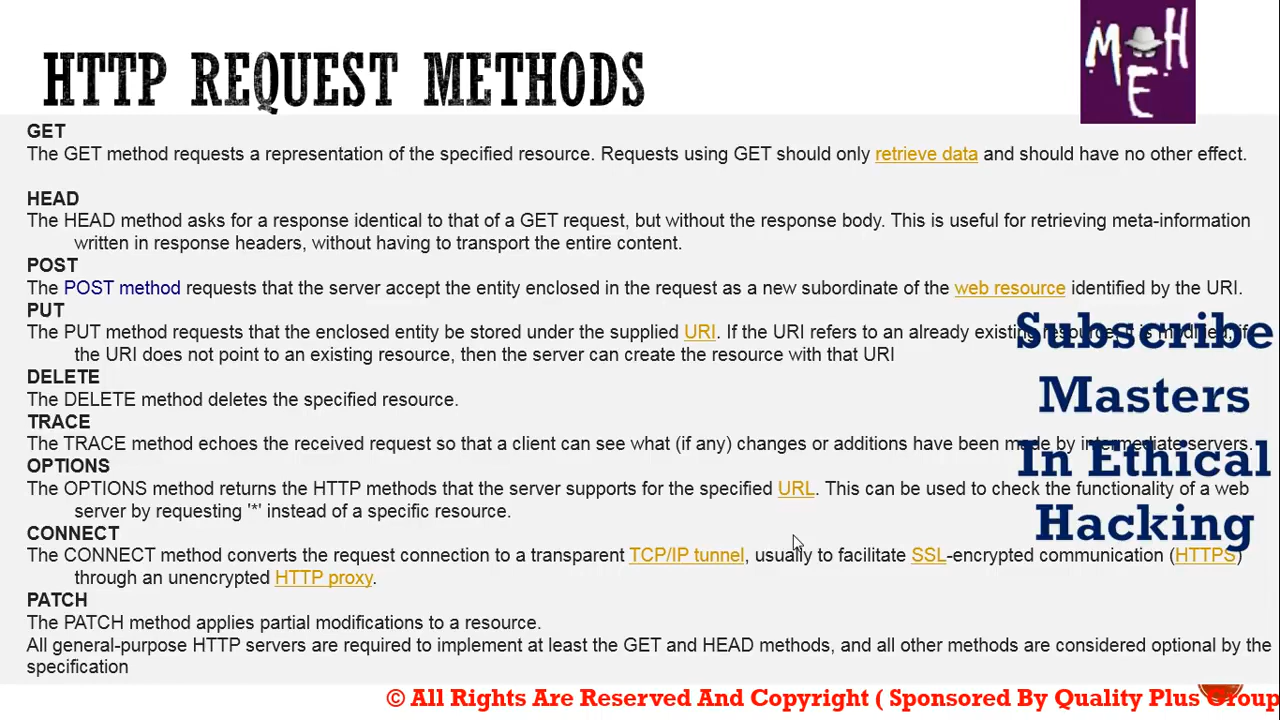 HTTP REQUEST METHODS
M H
E
GET
The GET method requests a representation of the specified resource. Requests using GET should only retrieve data and should have no other effect.
HEAD
The HEAD method asks for a response identical to that of a GET request, but without the response body. This is useful for retrieving meta-information
written in response headers, without having to transport the entire content.
POST
The POST method requests that the server accept the entity enclosed in the request as a new subordinate of the web resource identified by the URI.
PUT
The PUT method requests that the enclosed entity be stored under the supplied URI. If the URI refers to an already existing resource, it is modified; if
the URI does not point to an existing resource, then the server can create the resource with that URI
DELETE
The DELETE method deletes the specified resource.
TRACE
The TRACE method echoes the received request so that a client can see what (if any) changes or additions have been made by intermediate servers.
OPTIONS
The OPTIONS method returns the HTTP methods that the server supports for the specified URL. This can be used to check the functionality of a web
server by requesting '*' instead of a specific resource.
CONNECT
The CONNECT method converts the request connection to a transparent TCP/IP tunnel, usually to facilitate SSL-encrypted communication (HTTPS)
through an unencrypted HTTP proxy.
PATCH
The PATCH method applies partial modifications to a resource.
All general-purpose HTTP servers are required to implement at least the GET and HEAD methods, and all other methods are considered optional by the
specification
Subscribe
Masters
In Ethical
Hacking
© All Rights Are Reserved And Copyright ( Sponsored By Quality Plus Group